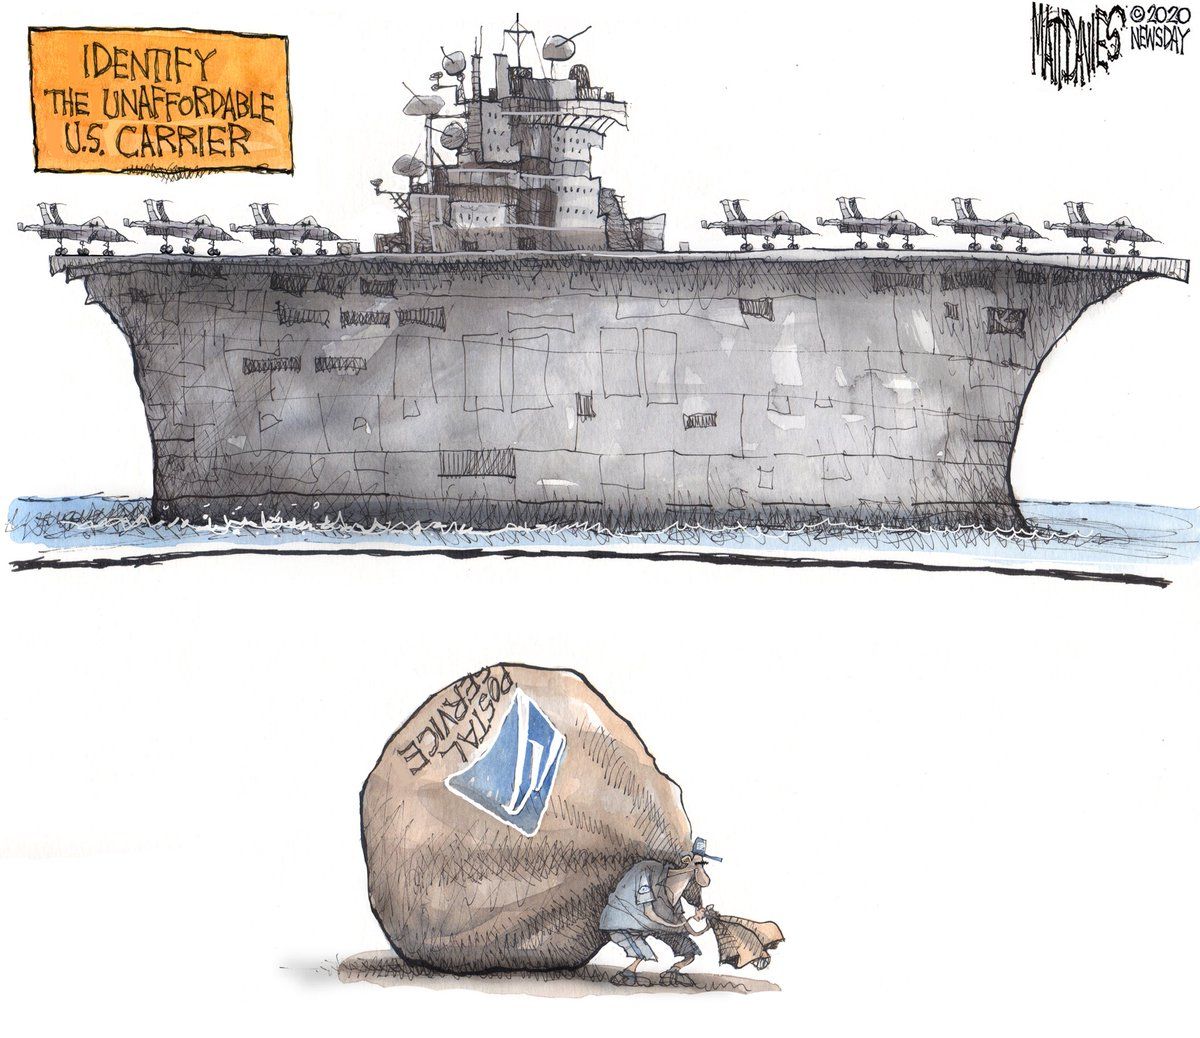 IDENTIFY
THE UNAFFORDABLE
U.S. CARRIER
MATT DAVIES
© 2020
NEWSDAY
POSTAL
SERVICE